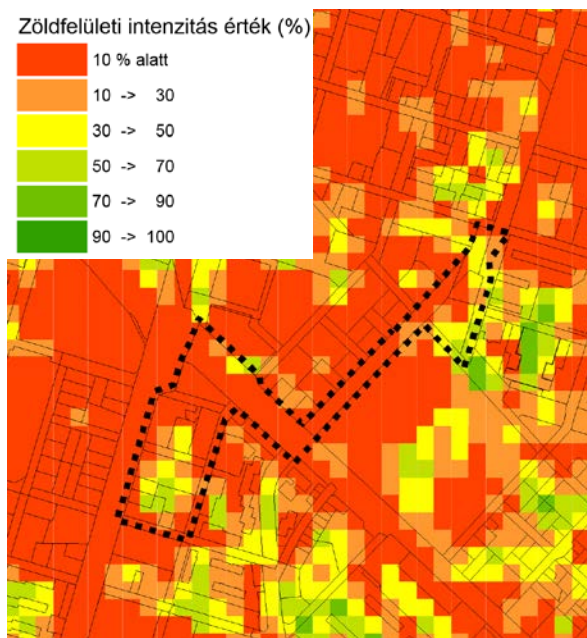 Zöldfelületi intenzitás érték (%)
10 % alatt
10 -> 30
30 -> 50
50 -> 70
70 -> 90
90 -> 100